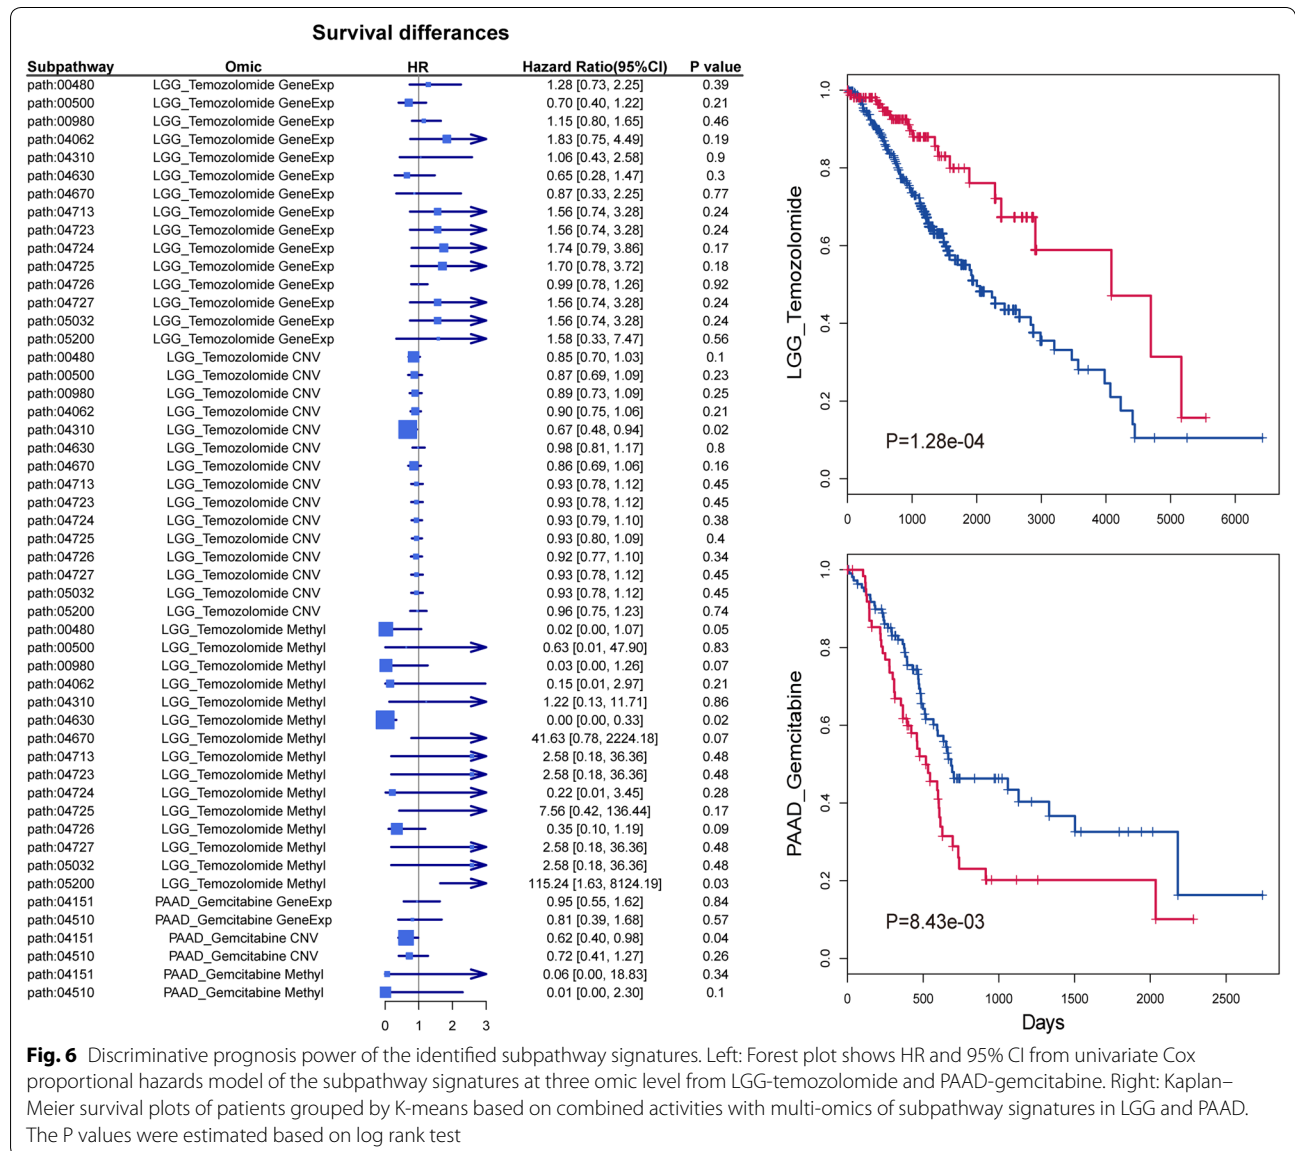 Survival differances
Subpathway Omic HR Hazard Ratio(95%CI) P value
path:00480 LGG_Temozolomide GeneExp 1.28 [0.73, 2.25] 0.39
path:00500 LGG_Temozolomide GeneExp 0.70 [0.40, 1.22] 0.21
path:00980 LGG_Temozolomide GeneExp 1.15 [0.80, 1.65] 0.46
path:04062 LGG_Temozolomide GeneExp 1.83 [0.75, 4.49] 0.19
path:04310 LGG_Temozolomide GeneExp 1.06 [0.43, 2.58] 0.9
path:04630 LGG_Temozolomide GeneExp 0.65 [0.28, 1.47] 0.3
path:04670 LGG_Temozolomide GeneExp 0.87 [0.33, 2.25] 0.77
path:04713 LGG_Temozolomide GeneExp 1.56 [0.74, 3.28] 0.24
path:04723 LGG_Temozolomide GeneExp 1.56 [0.74, 3.28] 0.24
path:04724 LGG_Temozolomide GeneExp 1.74 [0.79, 3.86] 0.17
path:04725 LGG_Temozolomide GeneExp 1.70 [0.78, 3.72] 0.18
path:04726 LGG_Temozolomide GeneExp 0.99 [0.78, 1.26] 0.92
path:04727 LGG_Temozolomide GeneExp 1.56 [0.74, 3.28] 0.24
path:05032 LGG_Temozolomide GeneExp 1.56 [0.74, 3.28] 0.24
path:05200 LGG_Temozolomide GeneExp 1.58 [0.33, 7.47] 0.56
path:00480 LGG_Temozolomide CNV 0.85 [0.70, 1.03] 0.1
path:00500 LGG_Temozolomide CNV 0.87 [0.69, 1.09] 0.23
path:00980 LGG_Temozolomide CNV 0.89 [0.73, 1.09] 0.25
path:04062 LGG_Temozolomide CNV 0.90 [0.75, 1.06] 0.21
path:04310 LGG_Temozolomide CNV 0.67 [0.48, 0.94] 0.02
path:04630 LGG_Temozolomide CNV 0.98 [0.81, 1.17] 0.8
path:04670 LGG_Temozolomide CNV 0.86 [0.69, 1.06] 0.16
path:04713 LGG_Temozolomide CNV 0.93 [0.78, 1.12] 0.45
path:04723 LGG_Temozolomide CNV 0.93 [0.78, 1.12] 0.45
path:04724 LGG_Temozolomide CNV 0.93 [0.79, 1.10] 0.38
path:04725 LGG_Temozolomide CNV 0.93 [0.80, 1.09] 0.4
path:04726 LGG_Temozolomide CNV 0.92 [0.77, 1.10] 0.34
path:04727 LGG_Temozolomide CNV 0.93 [0.78, 1.12] 0.45
path:05032 LGG_Temozolomide CNV 0.93 [0.78, 1.12] 0.45
path:05200 LGG_Temozolomide CNV 0.96 [0.75, 1.23] 0.74
path:00480 LGG_Temozolomide Methyl 0.02 [0.00, 1.07] 0.05
path:00500 LGG_Temozolomide Methyl 0.63 [0.01, 47.90] 0.83
path:00980 LGG_Temozolomide Methyl 0.03 [0.00, 1.26] 0.07
path:04062 LGG_Temozolomide Methyl 0.15 [0.01, 2.97] 0.21
path:04310 LGG_Temozolomide Methyl 1.22 [0.13, 11.71] 0.86
path:04630 LGG_Temozolomide Methyl 0.00 [0.00, 0.33] 0.02
path:04670 LGG_Temozolomide Methyl 41.63 [0.78, 2224.18] 0.07
path:04713 LGG_Temozolomide Methyl 2.58 [0.18, 36.36] 0.48
path:04723 LGG_Temozolomide Methyl 2.58 [0.18, 36.36] 0.48
path:04724 LGG_Temozolomide Methyl 0.22 [0.01, 3.45] 0.28
path:04725 LGG_Temozolomide Methyl 7.56 [0.42, 136.44] 0.17
path:04726 LGG_Temozolomide Methyl 0.35 [0.10, 1.19] 0.09
path:04727 LGG_Temozolomide Methyl 2.58 [0.18, 36.36] 0.48
path:05032 LGG_Temozolomide Methyl 2.58 [0.18, 36.36] 0.48
path:05200 LGG_Temozolomide Methyl 115.24 [1.63, 8124.19] 0.03
path:04151 PAAD_Gemcitabine GeneExp 0.95 [0.55, 1.62] 0.84
path:04510 PAAD_Gemcitabine GeneExp 0.81 [0.39, 1.68] 0.57
path:04151 PAAD_Gemcitabine CNV 0.62 [0.40, 0.98] 0.04
path:04510 PAAD_Gemcitabine CNV 0.72 [0.41, 1.27] 0.26
path:04151 PAAD_Gemcitabine Methyl 0.06 [0.00, 18.83] 0.34
path:04510 PAAD_Gemcitabine Methyl 0.01 [0.00, 2.30] 0.1
0 1 2 3
LGG_Temozolomide
1.0
0.8
0.6
0.4
0.2
0.0
P=1.28e-04
0 1000 2000 3000 4000 5000 6000
PAAD_Gemcitabine
1.0
0.8
0.6
0.4
0.2
0.0
P=8.43e-03
0 500 1000 1500 2000 2500
Days
Fig. 6 Discriminative prognosis power of the identified subpathway signatures. Left: Forest plot shows HR and 95% CI from univariate Cox
proportional hazards model of the subpathway signatures at three omic level from LGG-temozolomide and PAAD-gemcitabine. Right: Kaplan–
Meier survival plots of patients grouped by K-means based on combined activities with multi-omics of subpathway signatures in LGG and PAAD.
The P values were estimated based on log rank test